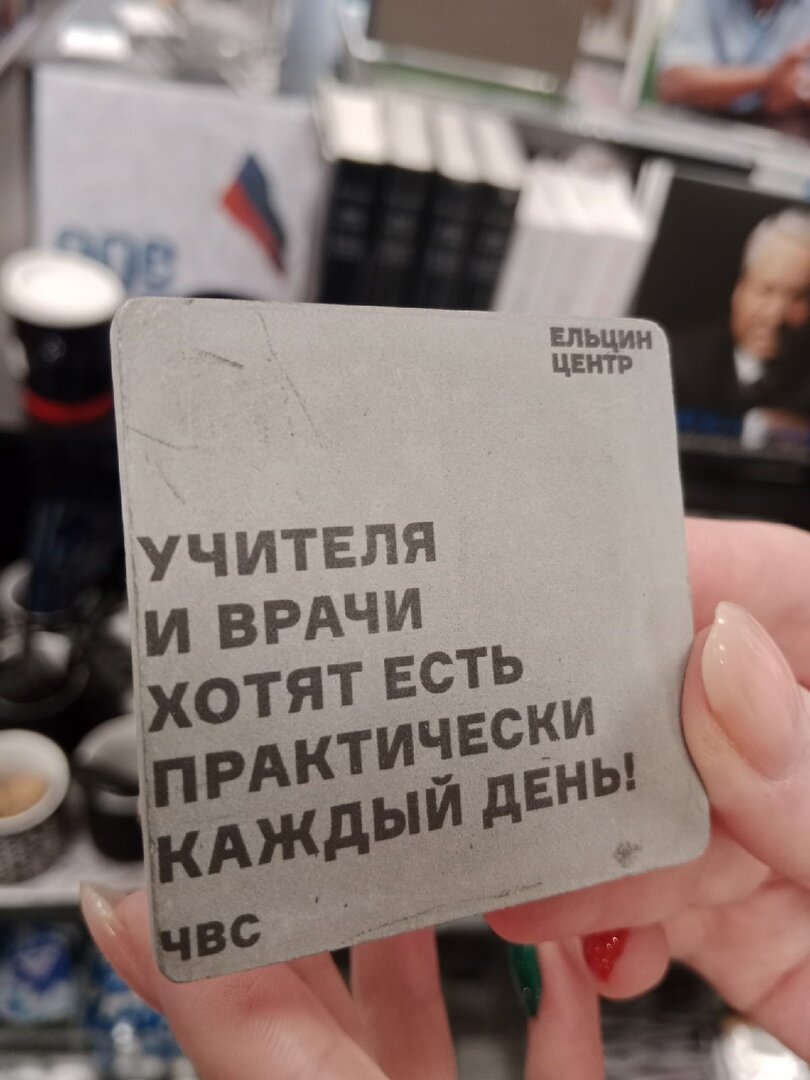 ЕЛЬЦИН
ЦЕНТР
УЧИТЕЛЯ
И ВРАЧИ
ХОТЯТ ЕСТЬ
ПРАКТИЧЕСКИ
КАЖДЫЙ ДЕНЬ!
ЧВС